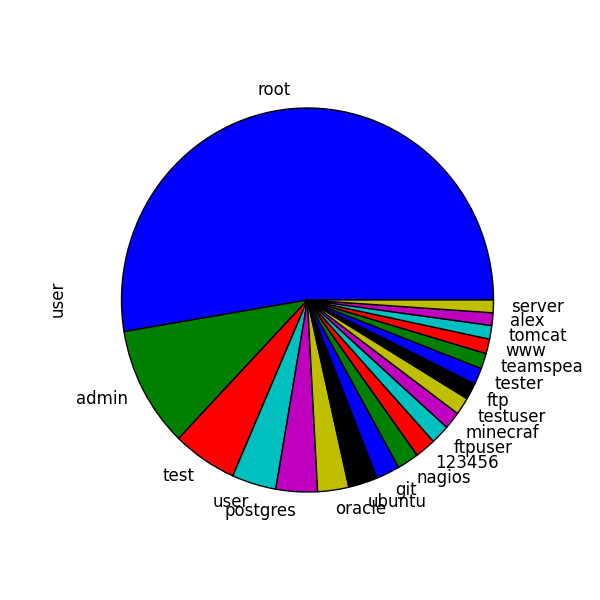 root
user
admin
test
user
postgres
oracle
ubuntu
git
nagios
123456
ftpuser
minecraf
testuser
ftp
tester
teamspea
www
tomcat
alex
server